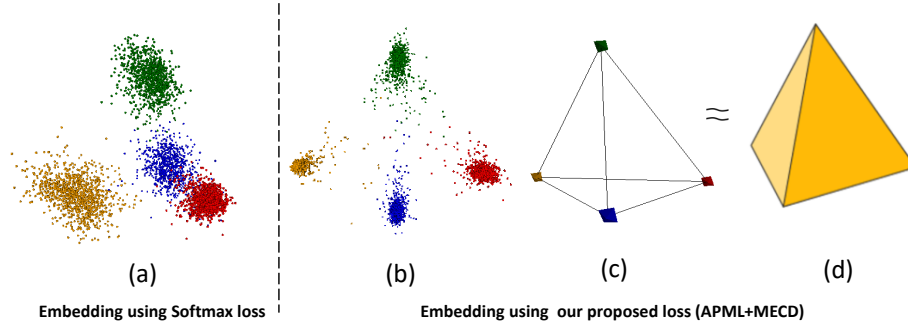 ≈
(a)
(b)
(c)
(d)
Embedding using Softmax loss
Embedding using our proposed loss (APML+MECD)